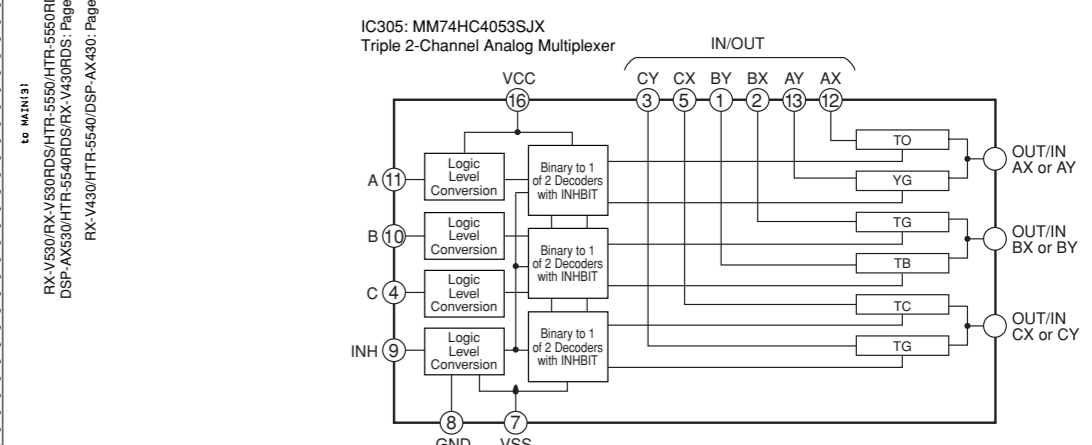 to MAIN(3)
RX-V530/RX-V530RDS/HTR-5550/HTR-5550RD
DSP-AX530/HTR-5540RDS/RX-V430RDS: Page
RX-V430/HTR-5540/DSP-AX430: Page
IC305: MM74HC4053SJX
Triple 2-Channel Analog Multiplexer
IN/OUT
VCC
CY CX BY BX AY AX
16 3 5 1 2 13 12
TO
OUT/IN
AX or AY
YG
A 11
Logic
Level
Conversion
Binary to 1
of 2 Decoders
with INHBIT
TG
OUT/IN
BX or BY
TB
B 10
Logic
Level
Conversion
Binary to 1
of 2 Decoders
with INHBIT
C 4
Logic
Level
Conversion
TC
OUT/IN
CX or CY
TG
INH 9
Logic
Level
Conversion
Binary to 1
of 2 Decoders
with INHBIT
8 7
GND VSS